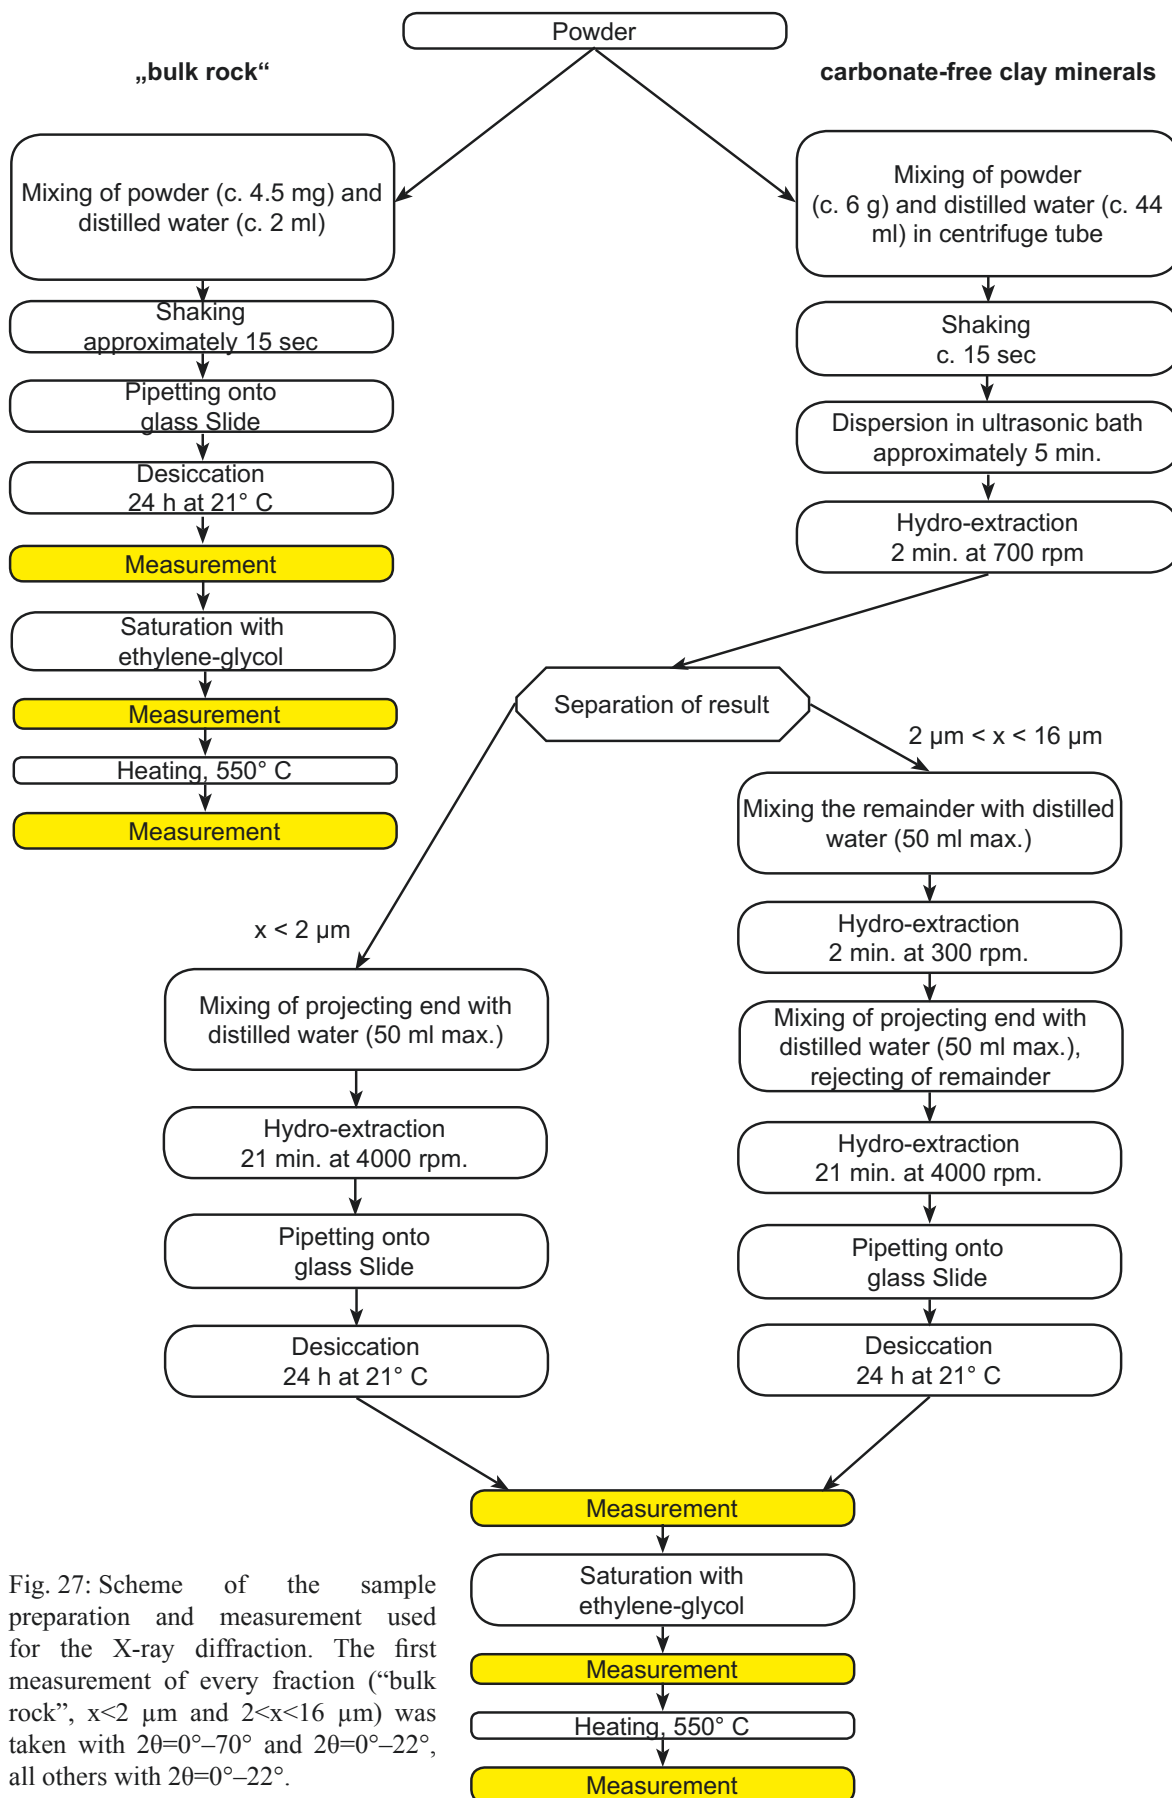 Powder
„bulk rock“
carbonate-free clay minerals
Mixing of powder (c. 4.5 mg) and
distilled water (c. 2 ml)
Shaking
approximately 15 sec
Pipetting onto
glass Slide
Desiccation
24 h at 21° C
Measurement
Saturation with
ethylene-glycol
Measurement
Heating, 550° C
Measurement
Mixing of powder
(c. 6 g) and distilled water (c. 44
ml) in centrifuge tube
Shaking
c. 15 sec
Dispersion in ultrasonic bath
approximately 5 min.
Hydro-extraction
2 min. at 700 rpm
Separation of result
x < 2 µm
Mixing of projecting end with
distilled water (50 ml max.)
Hydro-extraction
21 min. at 4000 rpm.
Pipetting onto
glass Slide
Desiccation
24 h at 21° C
2 µm < x < 16 µm
Mixing the remainder with distilled
water (50 ml max.)
Hydro-extraction
2 min. at 300 rpm.
Mixing of projecting end with
distilled water (50 ml max.),
rejecting of remainder
Hydro-extraction
21 min. at 4000 rpm.
Pipetting onto
glass Slide
Desiccation
24 h at 21° C
Measurement
Saturation with
ethylene-glycol
Measurement
Heating, 550° C
Measurement
Fig. 27: Scheme of the sample
preparation and measurement used
for the X-ray diffraction. The first
measurement of every fraction (“bulk
rock”, x<2 µm and 2<x<16 µm) was
taken with 2θ=0°–70° and 2θ=0°–22°,
all others with 2θ=0°–22°.